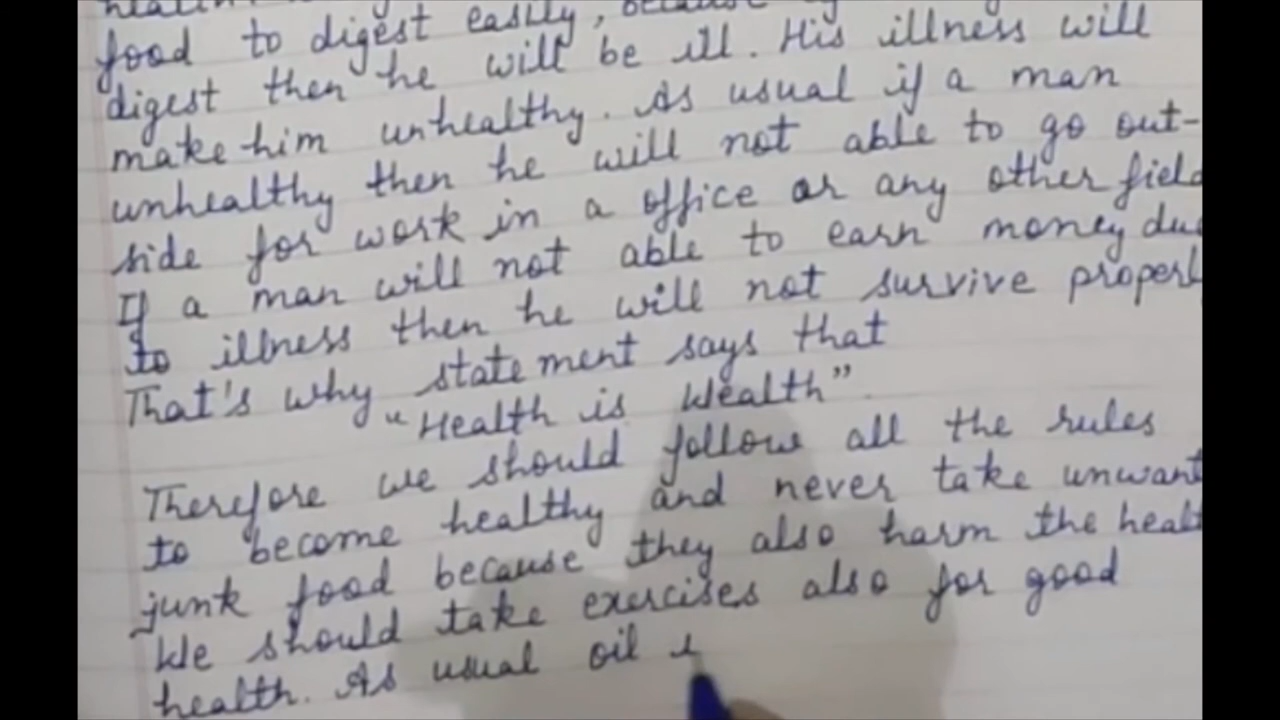 food to digest easily, because
digest then he will be ill. His illness will
make him unhealthy. As usual if a man
unhealthy then he will not able to go out-
side for work in a office or any other field
If a man will not able to earn money du
to illness then he will not survive properl
That's why statement says that
"Health is Wealth".
Therefore we should follow all the rules
to become healthy and never take unwant
junk food because they also harm the healt
We should take exercises also for good
health. As usual oil